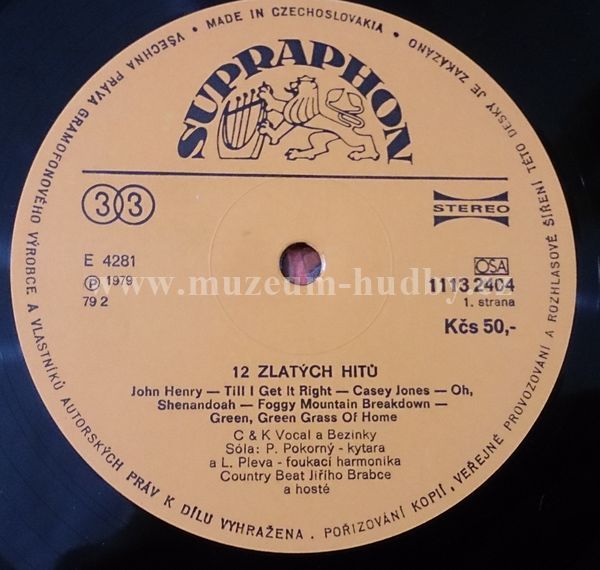 VŠECHNA PRÁVA GRAMOFONOVÉHO VÝROBCE A VLASTNÍKŮ AUTORSKÝCH PRÁV K DÍLU VYHRAŽENA . POŘIZOVÁNÍ KOPIÍ, VEŘEJNÉ PROVOZOVÁNÍ A ROZHLASOVÉ ŠÍŘENÍ TÉTO DESKY JE ZAKÁZÁNO
• MADE IN CZECHOSLOVAKIA •
SUPRAPHON
33
STEREO
E 4281
℗ 1979
79 2
OSA
1113 2404
1. strana
Kčs 50,-
www.muzeum-hudby.
12 ZLATÝCH HITŮ
John Henry — Till I Get It Right — Casey Jones — Oh,
Shenandoah — Foggy Mountain Breakdown —
Green, Green Grass Of Home
C & K Vocal a Bezinky
Sóla: P. Pokorný - kytara
a L. Pleva - foukací harmonika
Country Beat Jiřího Brabce
a hosté